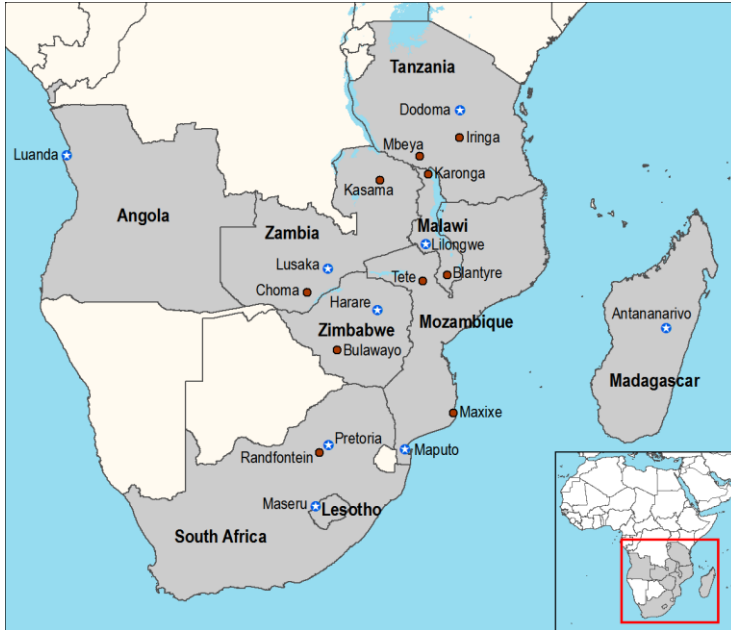 Tanzania
Dodoma
Iringa
Mbeya
Luanda
Karonga
Kasama
Angola
Malawi
Zambia
Lilongwe
Lusaka
Tete
Blantyre
Choma
Harare
Antananarivo
Mozambique
Zimbabwe
Bulawayo
Madagascar
Maxixe
Pretoria
Randfontein
Maputo
Maseru
Lesotho
South Africa